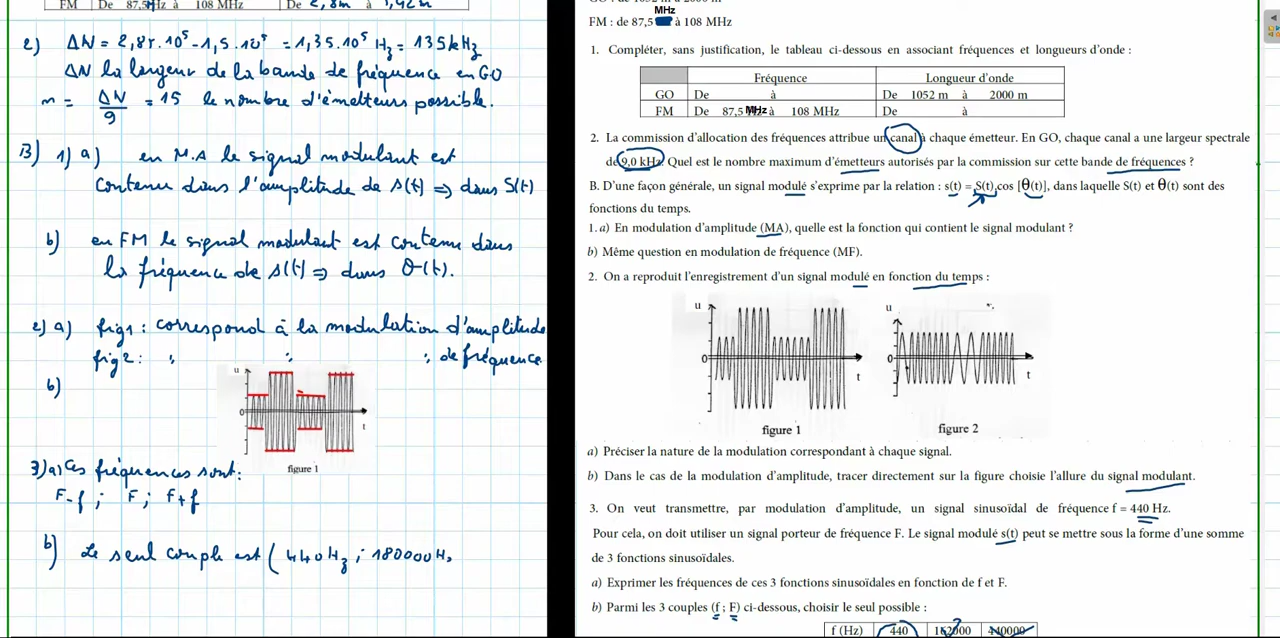 FM De 87,5MHz à 108 MHz De 2,8m à 1,42m
2) ΔN = 2,85.10⁵ - 1,5.10⁵ = 1,35.10⁵ Hz = 135kHz
ΔN la largeur de la bande de fréquence en GO
n = ΔN/9 = 15 le nombre d'émetteurs possible.
B) 1) a) en M.A le signal modulant est
contenu dans l'amplitude de s(t) ⇒ dans S(t)
b) en FM le signal modulant est contenu dans
la fréquence de s(t) ⇒ dans θ(t).
2) a) fig1 : correspond à la modulation d'amplitude
fig2 : " " " de fréquence
b)
u
0
t
figure 1
3) a) Ces fréquences sont :
F-f ; F ; F+f
b) Le seul couple est (440Hz ; 180000H
MHz
FM : de 87,5 à 108 MHz
1. Compléter, sans justification, le tableau ci-dessous en associant fréquences et longueurs d'onde :
Fréquence Longueur d'onde
GO De à De 1052 m à 2000 m
FM De 87,5 MHz à 108 MHz De à
2. La commission d'allocation des fréquences attribue un canal à chaque émetteur. En GO, chaque canal a une largeur spectrale
de 9,0 kHz. Quel est le nombre maximum d'émetteurs autorisés par la commission sur cette bande de fréquences ?
B. D'une façon générale, un signal modulé s'exprime par la relation : s(t) = S(t).cos [θ(t)], dans laquelle S(t) et θ(t) sont des
fonctions du temps.
1. a) En modulation d'amplitude (MA), quelle est la fonction qui contient le signal modulant ?
b) Même question en modulation de fréquence (MF).
2. On a reproduit l'enregistrement d'un signal modulé en fonction du temps :
u
0
t
figure 1
u
0
t
figure 2
a) Préciser la nature de la modulation correspondant à chaque signal.
b) Dans le cas de la modulation d'amplitude, tracer directement sur la figure choisie l'allure du signal modulant.
3. On veut transmettre, par modulation d'amplitude, un signal sinusoïdal de fréquence f = 440 Hz.
Pour cela, on doit utiliser un signal porteur de fréquence F. Le signal modulé s(t) peut se mettre sous la forme d'une somme
de 3 fonctions sinusoïdales.
a) Exprimer les fréquences de ces 3 fonctions sinusoïdales en fonction de f et F.
b) Parmi les 3 couples (f ; F) ci-dessous, choisir le seul possible :
f (Hz) 440